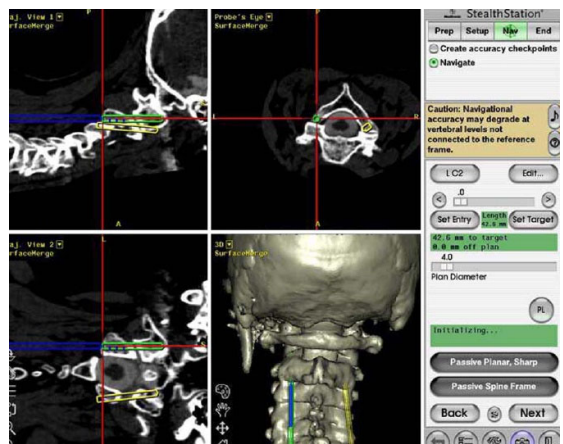 aj. View 1
SurfaceMerge
P
A
Probe's Eye
SurfaceMerge
P
L
R
A
aj. View 2
SurfaceMerge
L
3D
SurfaceMerge
StealthStation
Prep
Setup
Nav
End
Create accuracy checkpoints
Navigate
Caution: Navigational
accuracy may degrade at
vertebral levels not
connected to the reference
frame.
L C2
Edit...
.0
<
>
Set Entry
Length
42.6 mm
Set Target
42.6 mm to target
0.0 mm off plan
4.0
Plan Diameter
PL
Initializing...
Passive Planar, Sharp
Passive Spine Frame
Back
Next